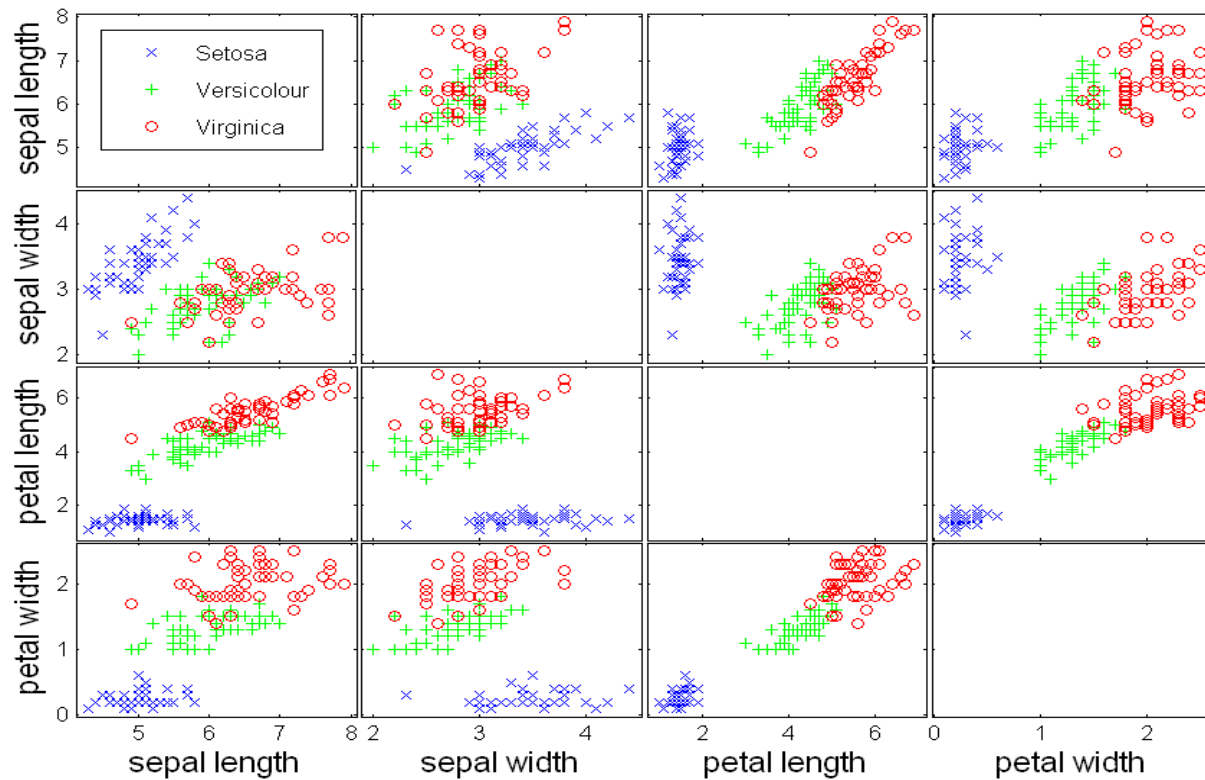 8
7
6
5
sepal length
Setosa
Versicolour
Virginica
4
3
2
sepal width
6
4
2
petal length
2
1
0
petal width
5 6 7 8 2 3 4 2 4 6 0 1 2
sepal length sepal width petal length petal width